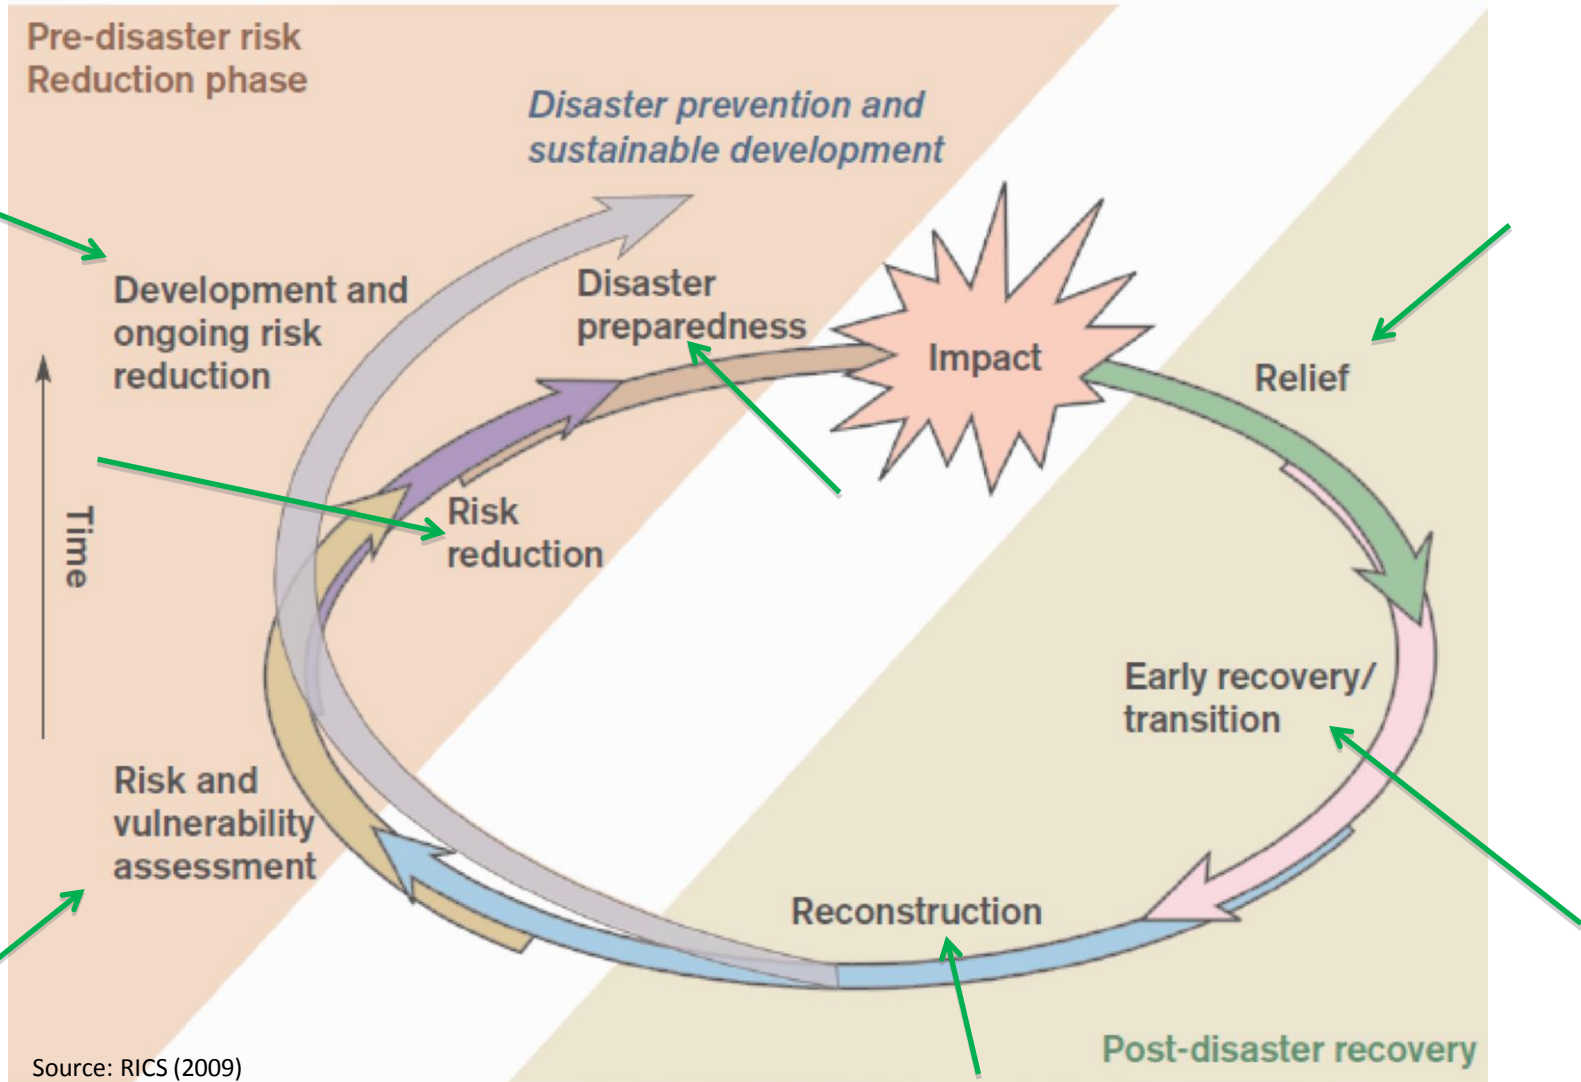 Pre-disaster risk
Reduction phase
Disaster prevention and
sustainable development
Development and
ongoing risk
reduction
Disaster
preparedness
Impact
Relief
Time
Risk
reduction
Early recovery/
transition
Risk and
vulnerability
assessment
Reconstruction
Post-disaster recovery
Source: RICS (2009)